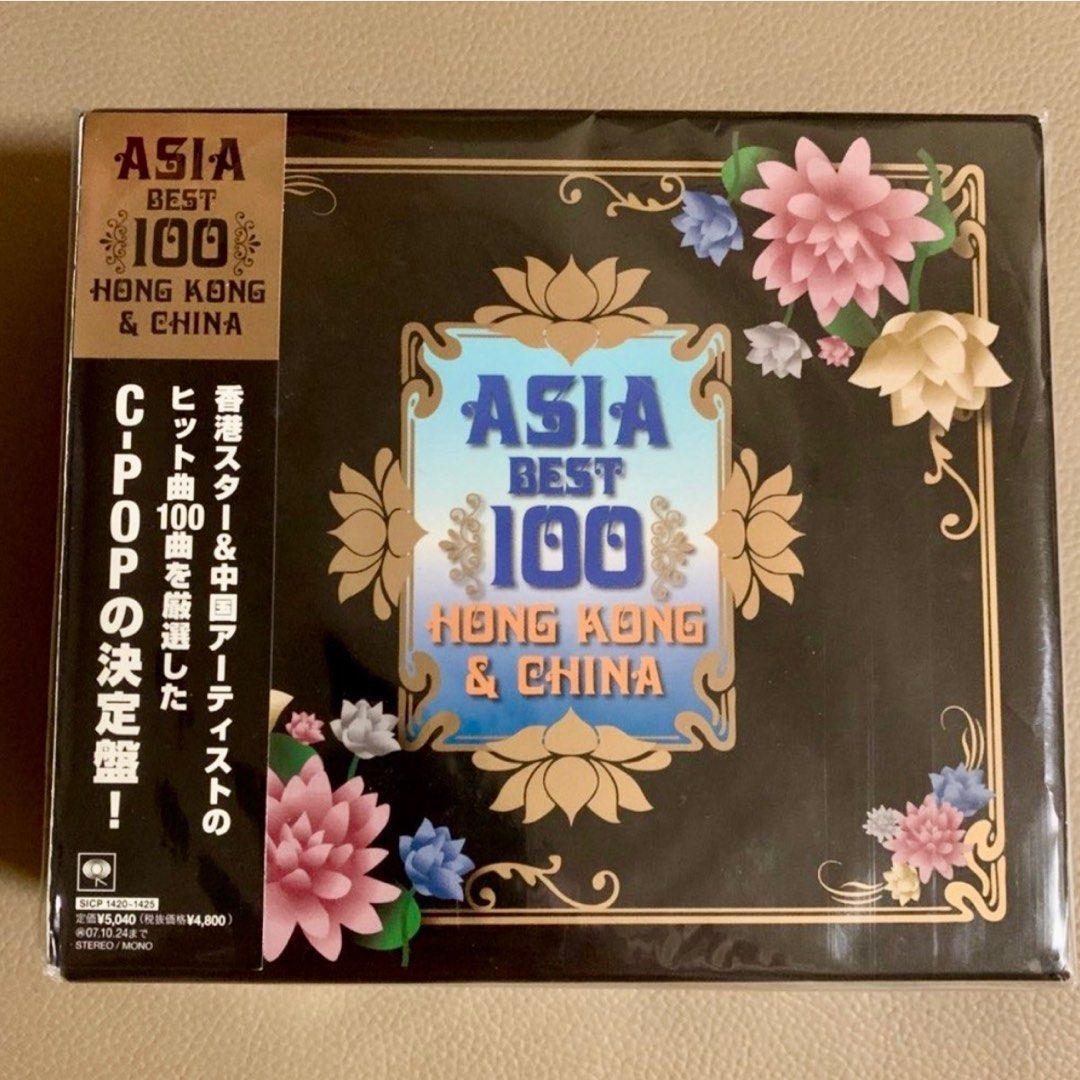 ASIA
BEST
100
HONG KONG
& CHINA
香港スター&中国アーティストの
ヒット曲100曲を厳選した
C-POPの決定盤!
SICP 1420~1425
定価¥5,040(税抜価格¥4,800)
07.10.24まで
STEREO / MONO
ASIA
BEST
100
HONG KONG
& CHINA